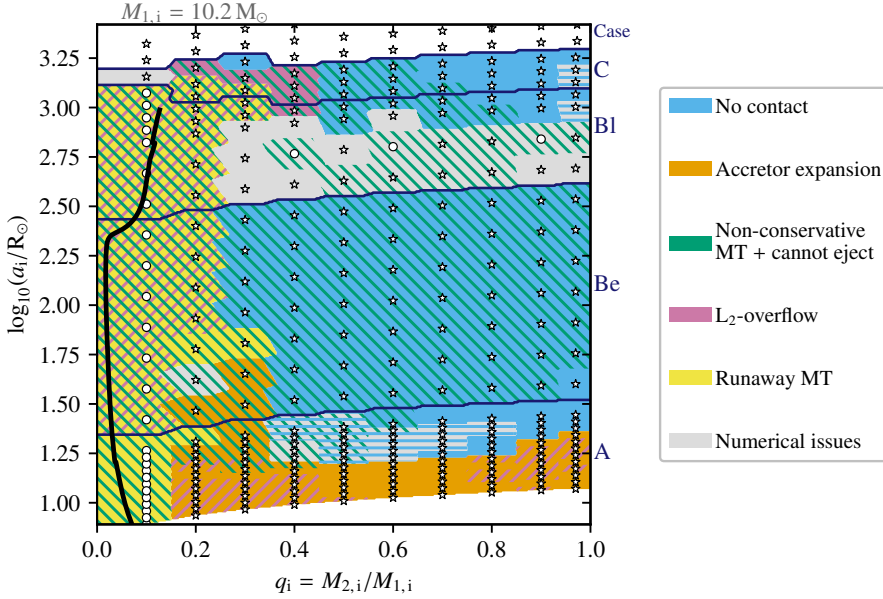 M₁,ᵢ = 10.2 M⊙
Case
C
Bl
Be
A
log₁₀(aᵢ/R⊙)
3.25
3.00
2.75
2.50
2.25
2.00
1.75
1.50
1.25
1.00
0.0 0.2 0.4 0.6 0.8 1.0
qᵢ = M₂,ᵢ/M₁,ᵢ
No contact
Accretor expansion
Non-conservative
MT + cannot eject
L₂-overflow
Runaway MT
Numerical issues